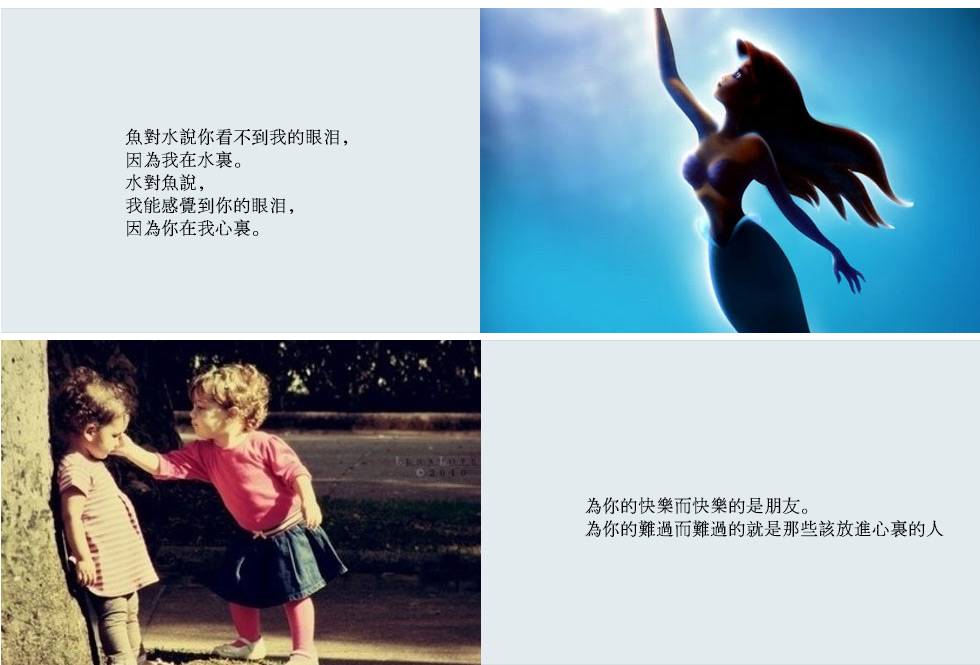 魚對水說你看不到我的眼泪，
因為我在水裏。
水對魚說，
我能感覺到你的眼泪，
因為你在我心裏。
©2010
為你的快樂而快樂的是朋友。
為你的難過而難過的就是那些該放進心裏的人